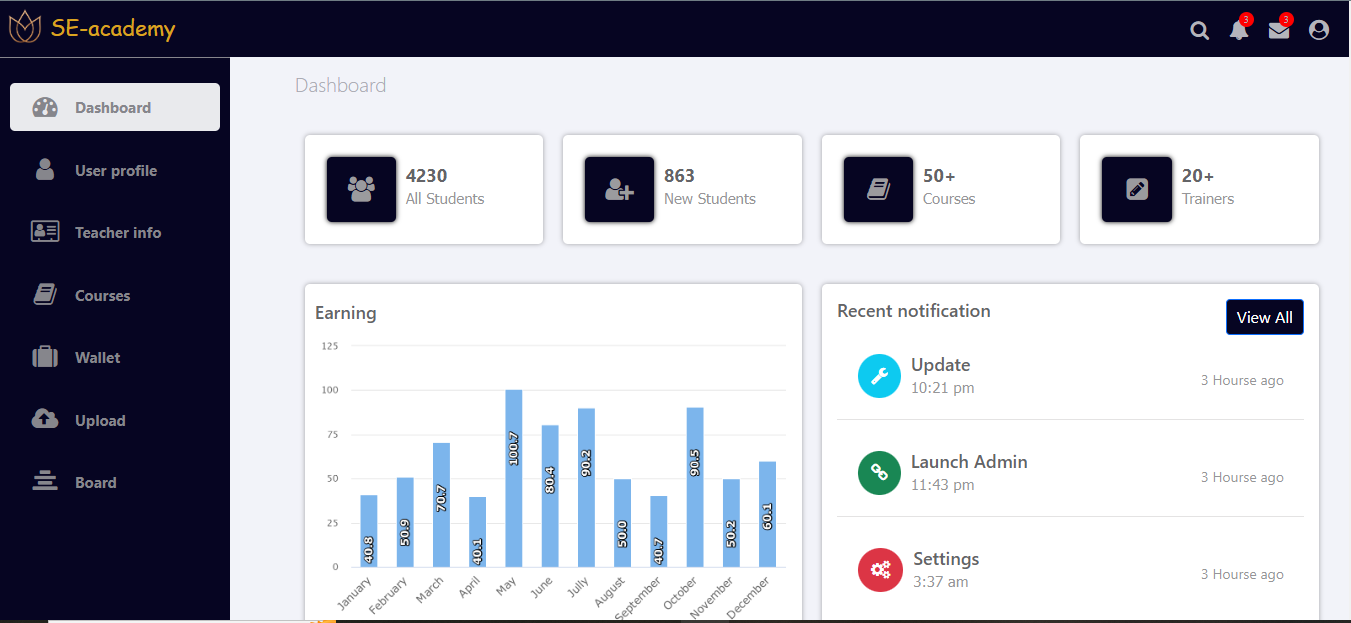 SE-academy
3
3
Dashboard
User profile
Teacher info
Courses
Wallet
Upload
Board
Dashboard
4230
All Students
863
New Students
50+
Courses
20+
Trainers
Earning
125
100
75
50
25
0
40.8
50.9
70.7
40.1
100.7
80.4
90.2
50.0
40.7
90.5
50.2
60.1
January
February
March
April
May
June
Jully
August
September
October
November
December
Recent notification
View All
Update
10:21 pm
3 Hourse ago
Launch Admin
11:43 pm
3 Hourse ago
Settings
3:37 am
3 Hourse ago